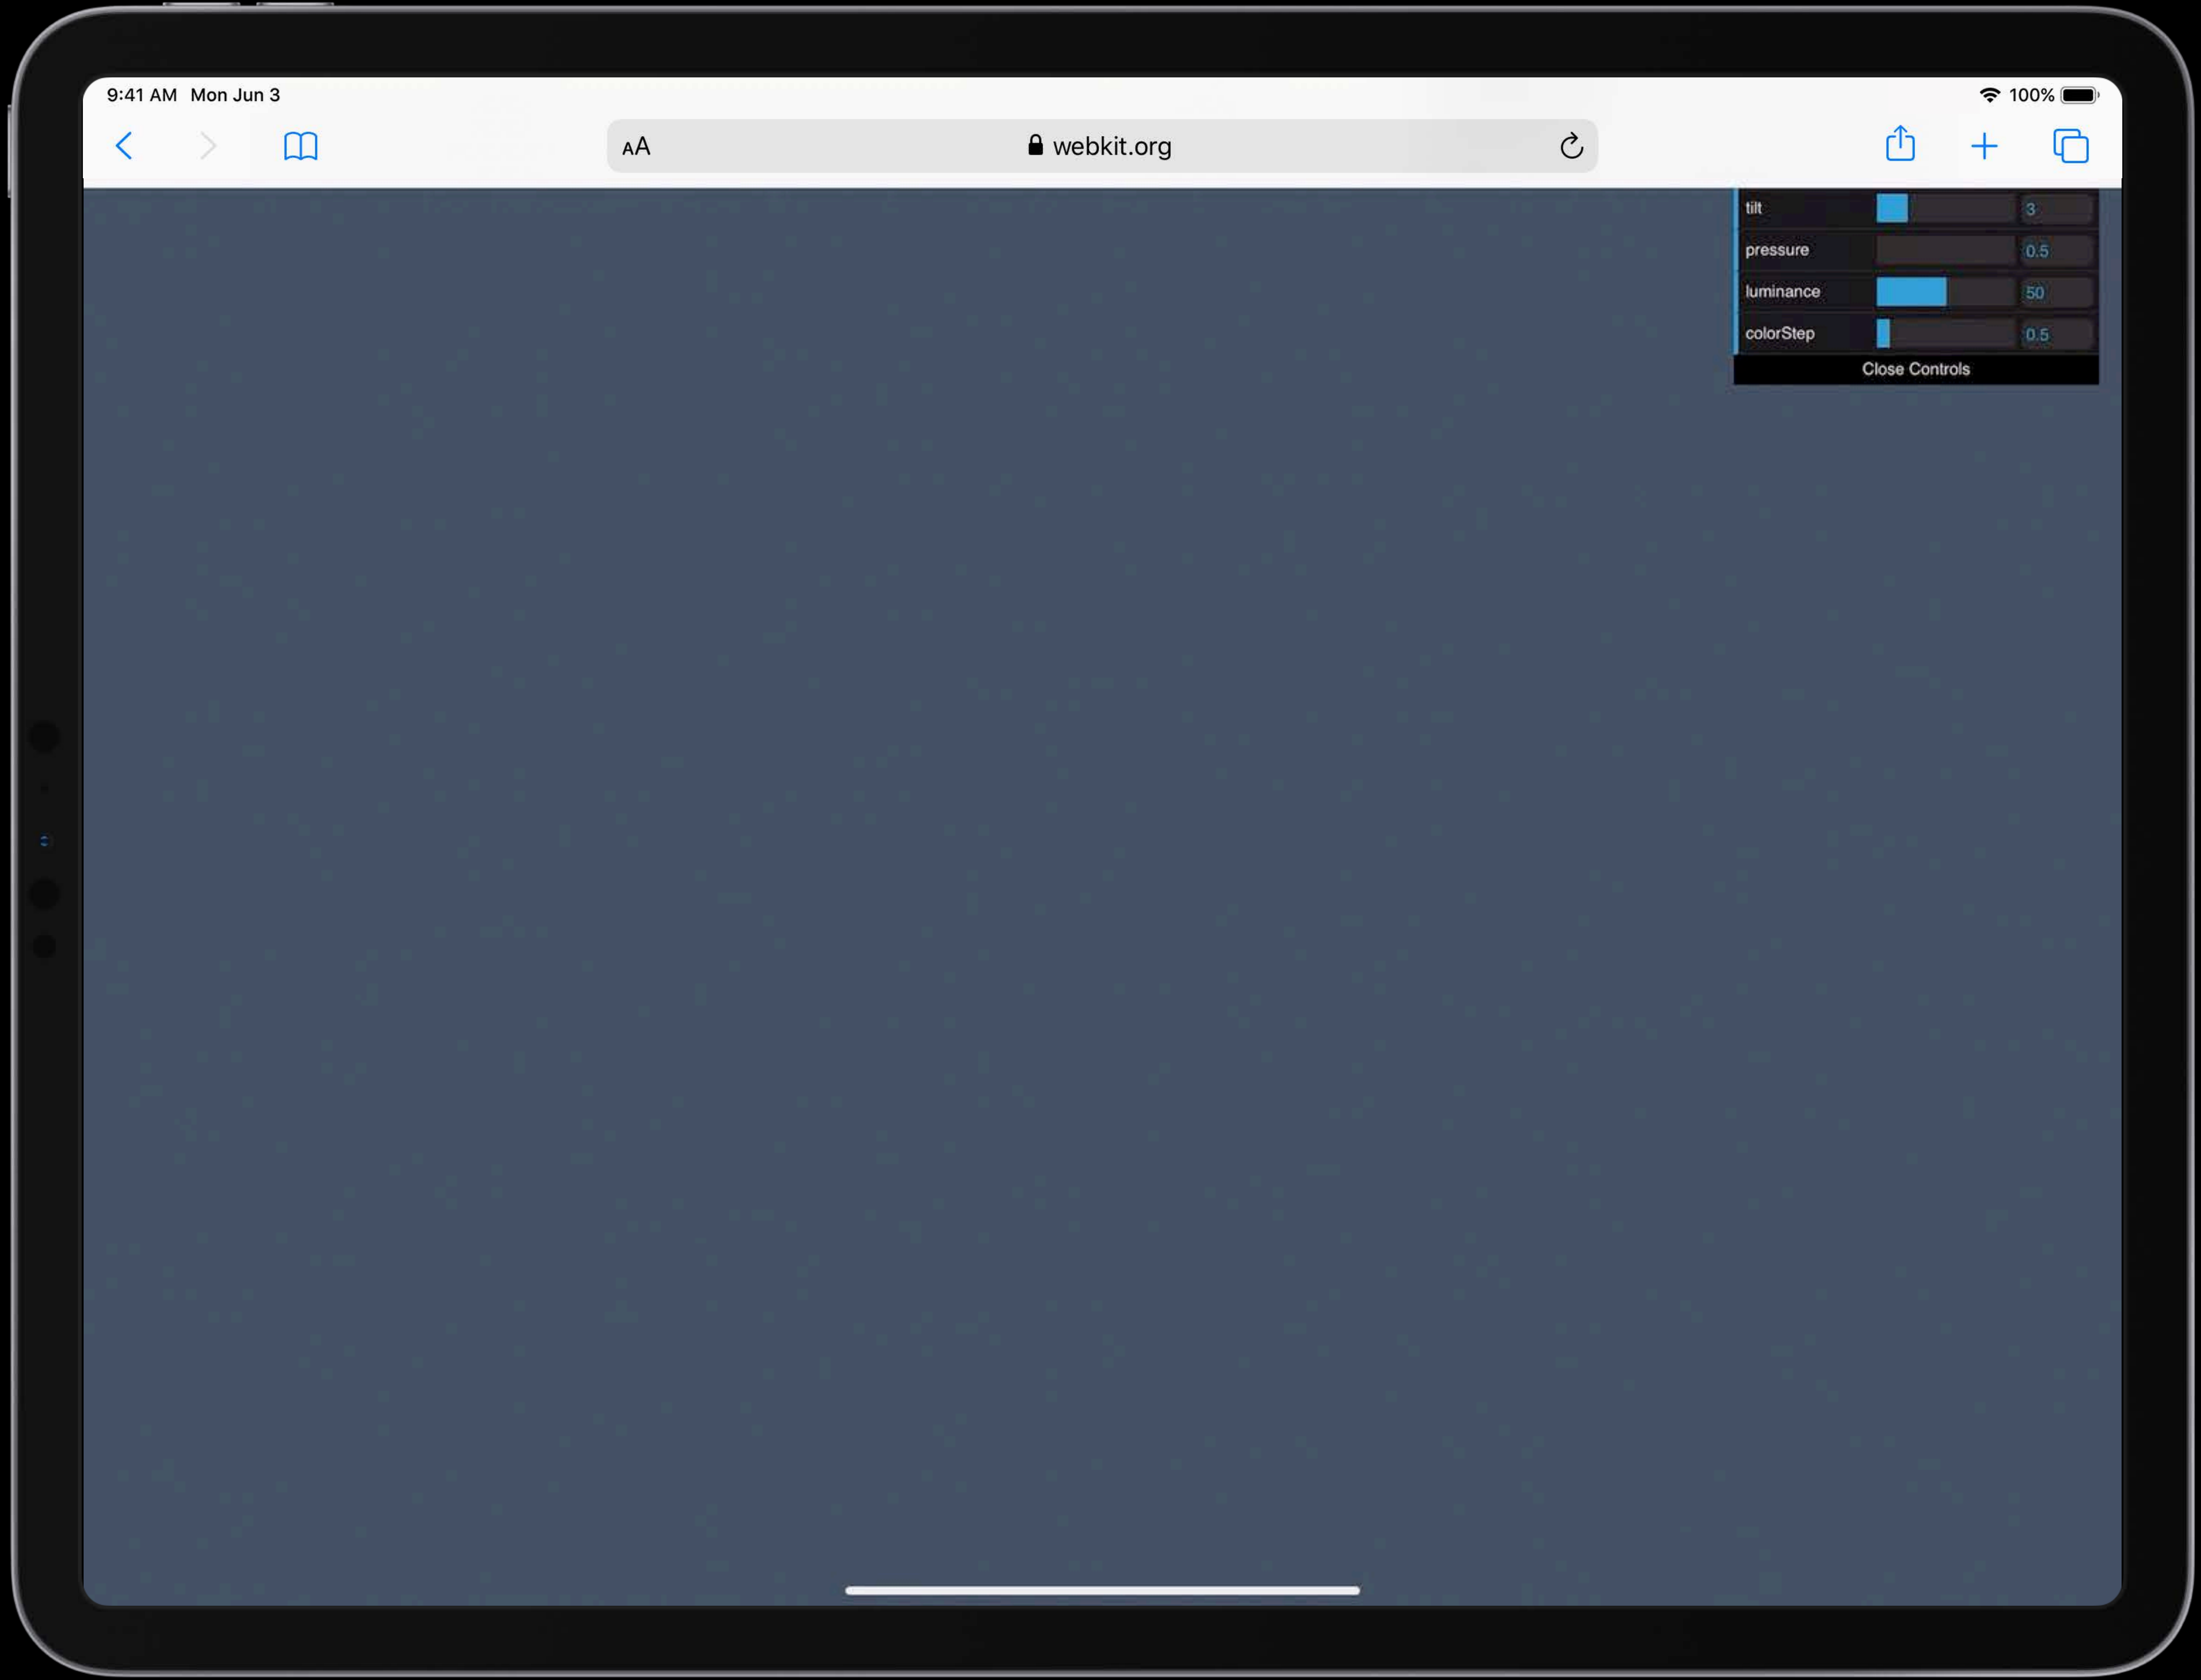 9:41 AM Mon Jun 3
100%
AA
webkit.org
tilt 3
pressure 0.5
luminance 50
colorStep 0.5
Close Controls